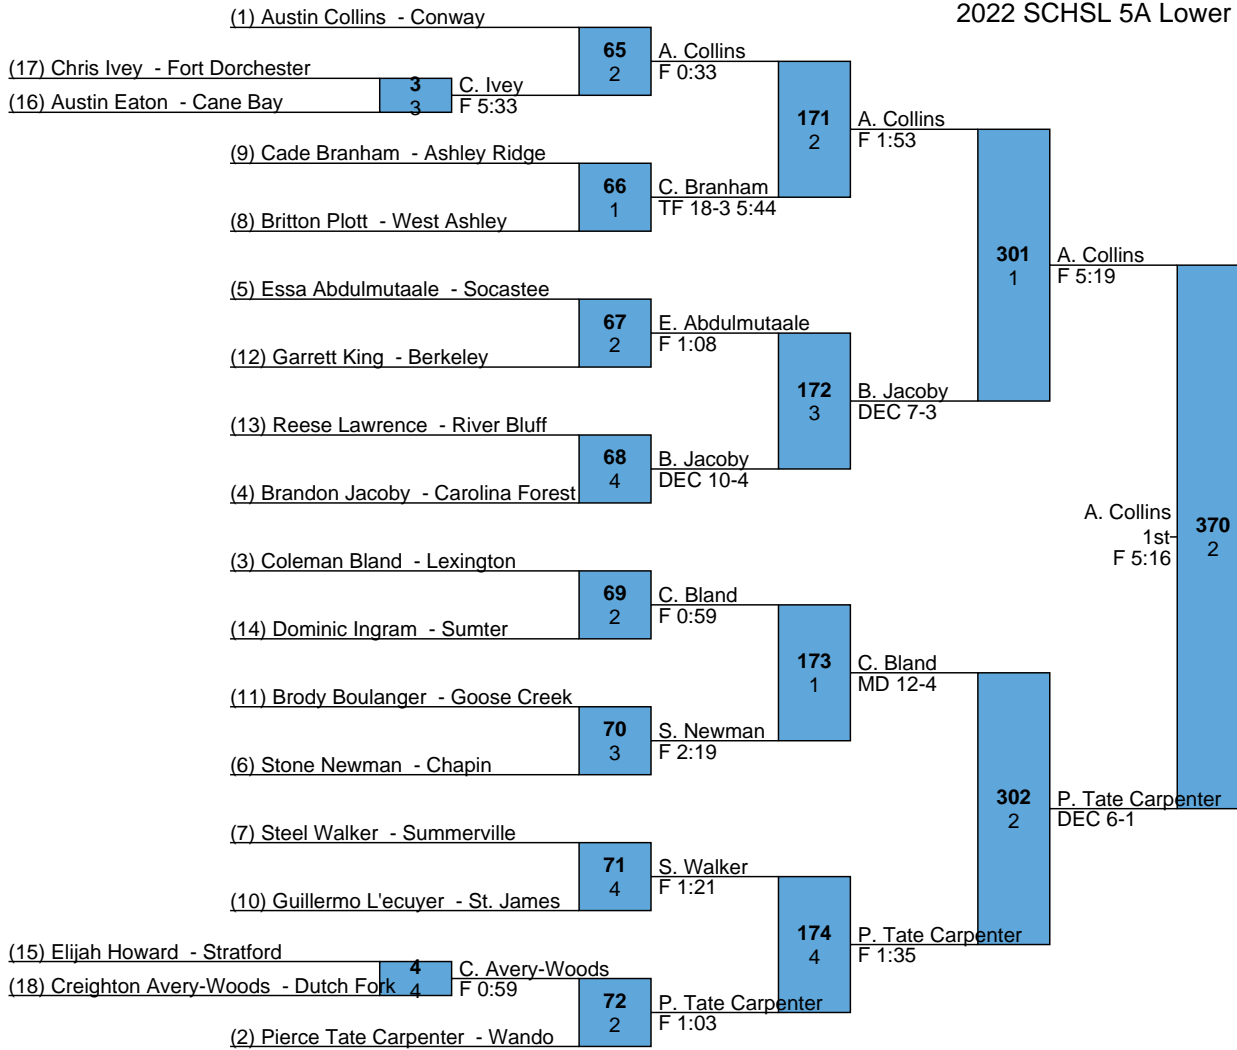 2022 SCHSL 5A Lower
(1) Austin Collins - Conway
65
2
A. Collins
F 0:33
(17) Chris Ivey - Fort Dorchester
3
3
C. Ivey
F 5:33
(16) Austin Eaton - Cane Bay
171
2
A. Collins
F 1:53
(9) Cade Branham - Ashley Ridge
66
1
C. Branham
TF 18-3 5:44
(8) Britton Plott - West Ashley
301
1
A. Collins
F 5:19
(5) Essa Abdulmutaale - Socastee
67
2
E. Abdulmutaale
F 1:08
(12) Garrett King - Berkeley
172
3
B. Jacoby
DEC 7-3
(13) Reese Lawrence - River Bluff
68
4
B. Jacoby
DEC 10-4
(4) Brandon Jacoby - Carolina Forest
A. Collins
1st
F 5:16
370
2
(3) Coleman Bland - Lexington
69
2
C. Bland
F 0:59
(14) Dominic Ingram - Sumter
173
1
C. Bland
MD 12-4
(11) Brody Boulanger - Goose Creek
70
3
S. Newman
F 2:19
(6) Stone Newman - Chapin
302
2
P. Tate Carpenter
DEC 6-1
(7) Steel Walker - Summerville
71
4
S. Walker
F 1:21
(10) Guillermo L'ecuyer - St. James
174
4
P. Tate Carpenter
F 1:35
(15) Elijah Howard - Stratford
4
4
C. Avery-Woods
F 0:59
(18) Creighton Avery-Woods - Dutch Fork
72
2
P. Tate Carpenter
F 1:03
(2) Pierce Tate Carpenter - Wando